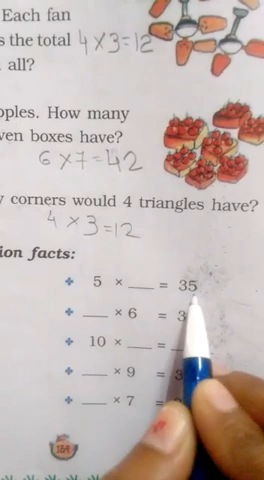 Each fan
s the total 4 × 3 = 12
all?
pples. How many
ven boxes have?
6 × 7 = 42
corners would 4 triangles have?
4 × 3 = 12
ion facts:
5 × ___ = 35
___ × 6 = 3
10 × ___ =
___ × 9 = 3
___ × 7 =
184